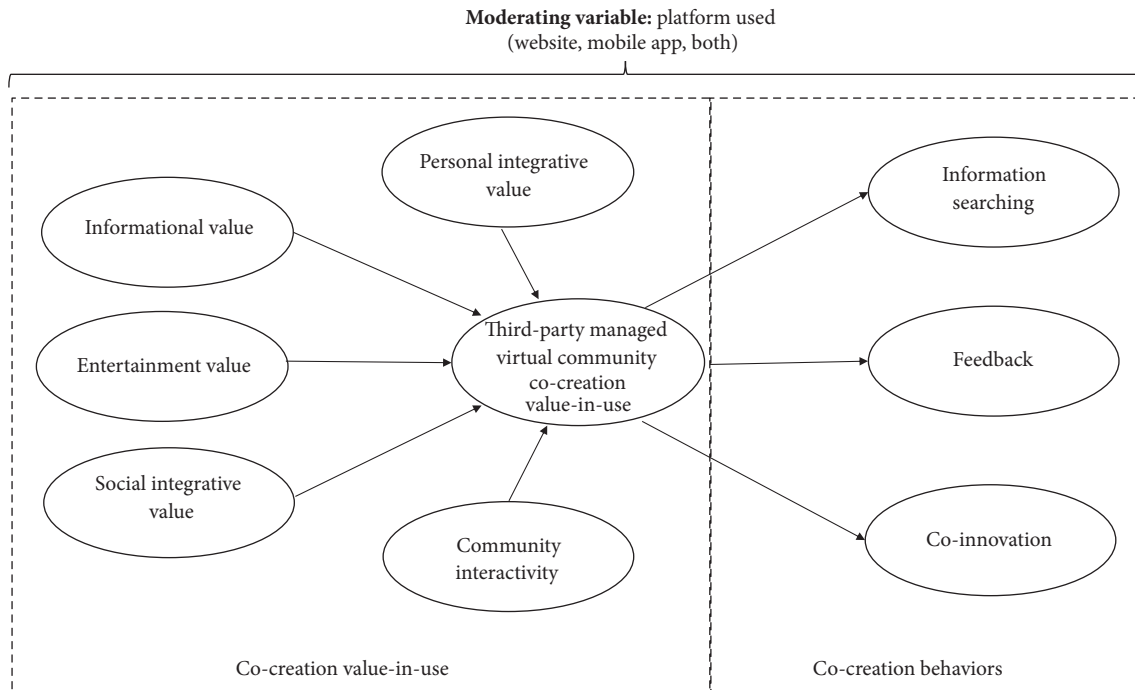 Moderating variable: platform used
(website, mobile app, both)
Personal integrative
value
Informational value
Entertainment value
Social integrative
value
Third-party managed
virtual community
co-creation
value-in-use
Community
interactivity
Co-creation value-in-use
Information
searching
Feedback
Co-innovation
Co-creation behaviors